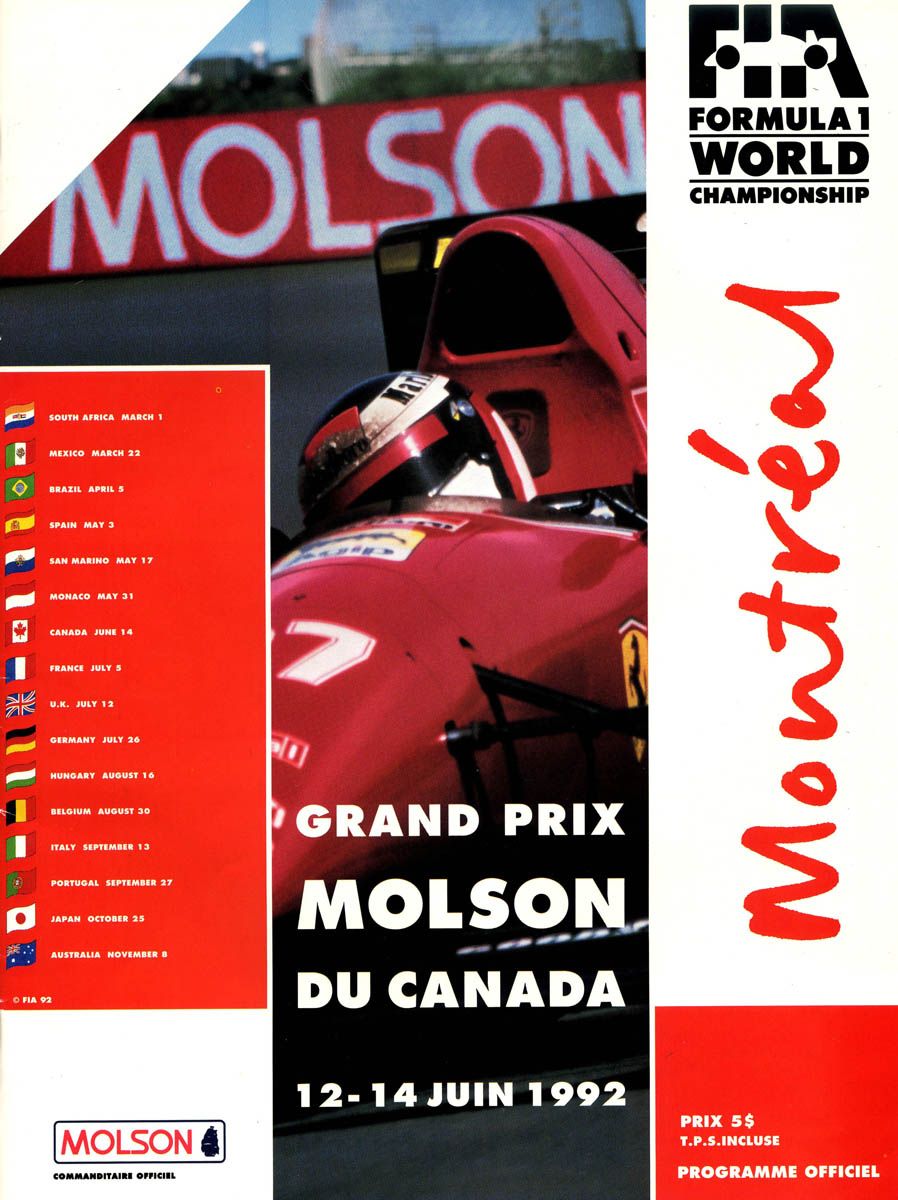 MOLSON
FIA
FORMULA 1
WORLD
CHAMPIONSHIP
Montréal
SOUTH AFRICA MARCH 1
MEXICO MARCH 22
BRAZIL APRIL 5
SPAIN MAY 3
SAN MARINO MAY 17
MONACO MAY 31
CANADA JUNE 14
FRANCE JULY 5
U.K. JULY 12
GERMANY JULY 26
HUNGARY AUGUST 16
BELGIUM AUGUST 30
ITALY SEPTEMBER 13
PORTUGAL SEPTEMBER 27
JAPAN OCTOBER 25
AUSTRALIA NOVEMBER 8
© FIA 92
Agip
7
GRAND PRIX
MOLSON
DU CANADA
12-14 JUIN 1992
MOLSON
COMMANDITAIRE OFFICIEL
PRIX 5$
T.P.S.INCLUSE
PROGRAMME OFFICIEL